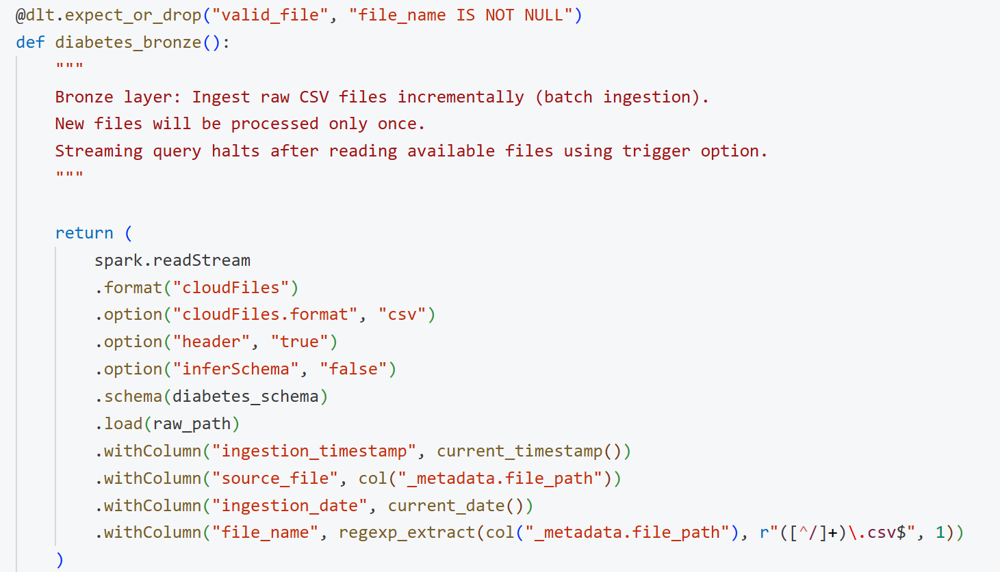 @dlt.expect_or_drop("valid_file", "file_name IS NOT NULL")
def diabetes_bronze():
    """
    Bronze layer: Ingest raw CSV files incrementally (batch ingestion).
    New files will be processed only once.
    Streaming query halts after reading available files using trigger option.
    """
    return (
        spark.readStream
        .format("cloudFiles")
        .option("cloudFiles.format", "csv")
        .option("header", "true")
        .option("inferSchema", "false")
        .schema(diabetes_schema)
        .load(raw_path)
        .withColumn("ingestion_timestamp", current_timestamp())
        .withColumn("source_file", col("_metadata.file_path"))
        .withColumn("ingestion_date", current_date())
        .withColumn("file_name", regexp_extract(col("_metadata.file_path"), r"([^/]+)\.csv$", 1))
    )